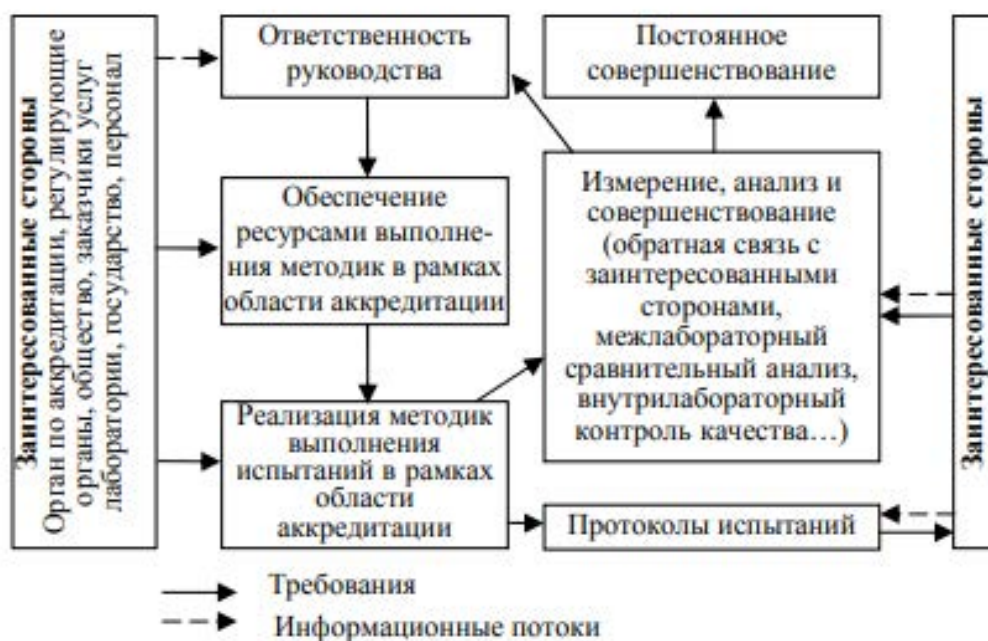 Заинтересованные стороны
Орган по аккредитации, регулирующие
органы, общество, заказчики услуг
лаборатории, государство, персонал
Ответственность
руководства
Обеспечение
ресурсами выполне-
ния методик в рамках
области аккредитации
Реализация методик
выполнения
испытаний в рамках
области
аккредитации
Постоянное
совершенствование
Измерение, анализ и
совершенствование
(обратная связь с
заинтересованными
сторонами,
межлабораторный
сравнительный анализ,
внутрилабораторный
контроль качества...)
Протоколы испытаний
Заинтересованные стороны
Требования
Информационные потоки